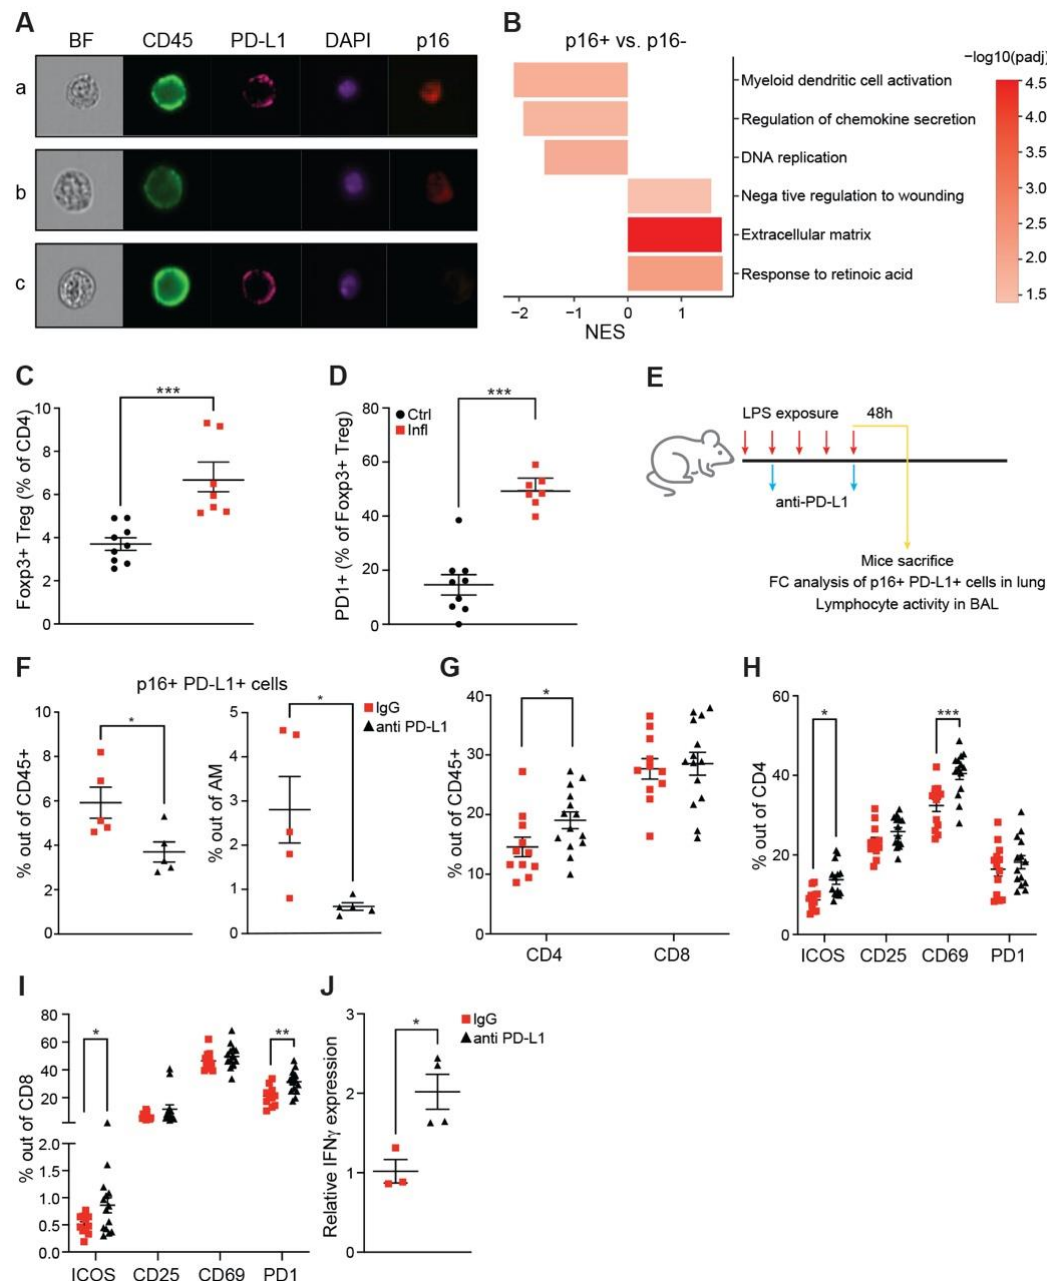 A
BF CD45 PD-L1 DAPI p16
a
b
c
B
p16+ vs. p16-
−log10(padj)
Myeloid dendritic cell activation
Regulation of chemokine secretion
DNA replication
Nega tive regulation to wounding
Extracellular matrix
Response to retinoic acid
4.5
4.0
3.5
3.0
2.5
2.0
1.5
−2 −1 0 1
NES
C
***
Foxp3+ Treg (% of CD4)
10
8
6
4
2
0
D
***
Ctrl
Infl
PD1+ (% of Foxp3+ Treg)
80
60
40
20
0
E
LPS exposure 48h
anti-PD-L1
Mice sacrifice
FC analysis of p16+ PD-L1+ cells in lung
Lymphocyte activity in BAL
F
p16+ PD-L1+ cells
IgG
anti PD-L1
*
% out of CD45+
10
8
6
4
2
0
*
% out of AM
5
4
3
2
1
0
G
*
% out of CD45+
40
30
20
10
0
CD4 CD8
H
* ***
% out of CD4
60
40
20
0
ICOS CD25 CD69 PD1
I
* **
% out of CD8
80
60
40
20
2.0
1.5
1.0
0.5
0.0
ICOS CD25 CD69 PD1
J
*
IgG
anti PD-L1
Relative IFNγ expression
3
2
1
0